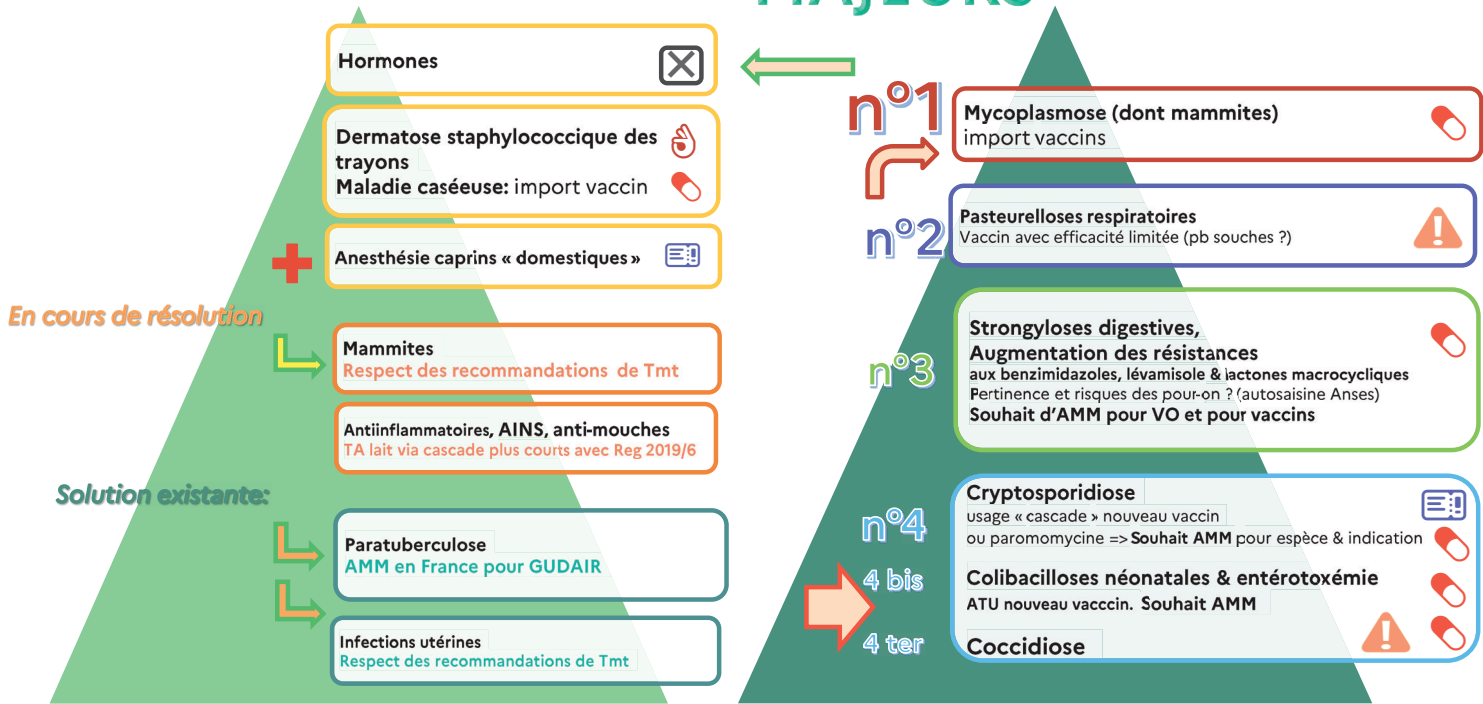 MAJEURS
Hormones
Dermatose staphylococcique des
trayons
Maladie caséeuse: import vaccin
Anesthésie caprins « domestiques »
En cours de résolution
Mammites
Respect des recommandations de Tmt
Antiinflammatoires, AINS, anti-mouches
TA lait via cascade plus courts avec Reg 2019/6
Solution existante:
Paratuberculose
AMM en France pour GUDAIR
Infections utérines
Respect des recommandations de Tmt
n°1
Mycoplasmose (dont mammites)
import vaccins
n°2
Pasteurelloses respiratoires
Vaccin avec efficacité limitée (pb souches ?)
n°3
Strongyloses digestives,
Augmentation des résistances
aux benzimidazoles, lévamisole & lactones macrocycliques
Pertinence et risques des pour-on ? (autosaisine Anses)
Souhait d'AMM pour VO et pour vaccins
n°4
Cryptosporidiose
usage « cascade » nouveau vaccin
ou paromomycine => Souhait AMM pour espèce & indication
4 bis
Colibacilloses néonatales & entérotoxémie
ATU nouveau vacccin. Souhait AMM
4 ter
Coccidiose